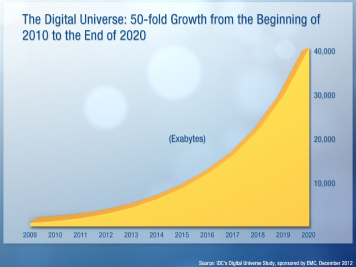 The Digital Universe: 50-fold Growth from the Beginning of
2010 to the End of 2020
40,000
30,000
(Exabytes)
20,000
10,000
2009 2010 2011 2012 2013 2014 2015 2016 2017 2018 2019 2020
Source: IDC's Digital Universe Study, sponsored by EMC, December 2012